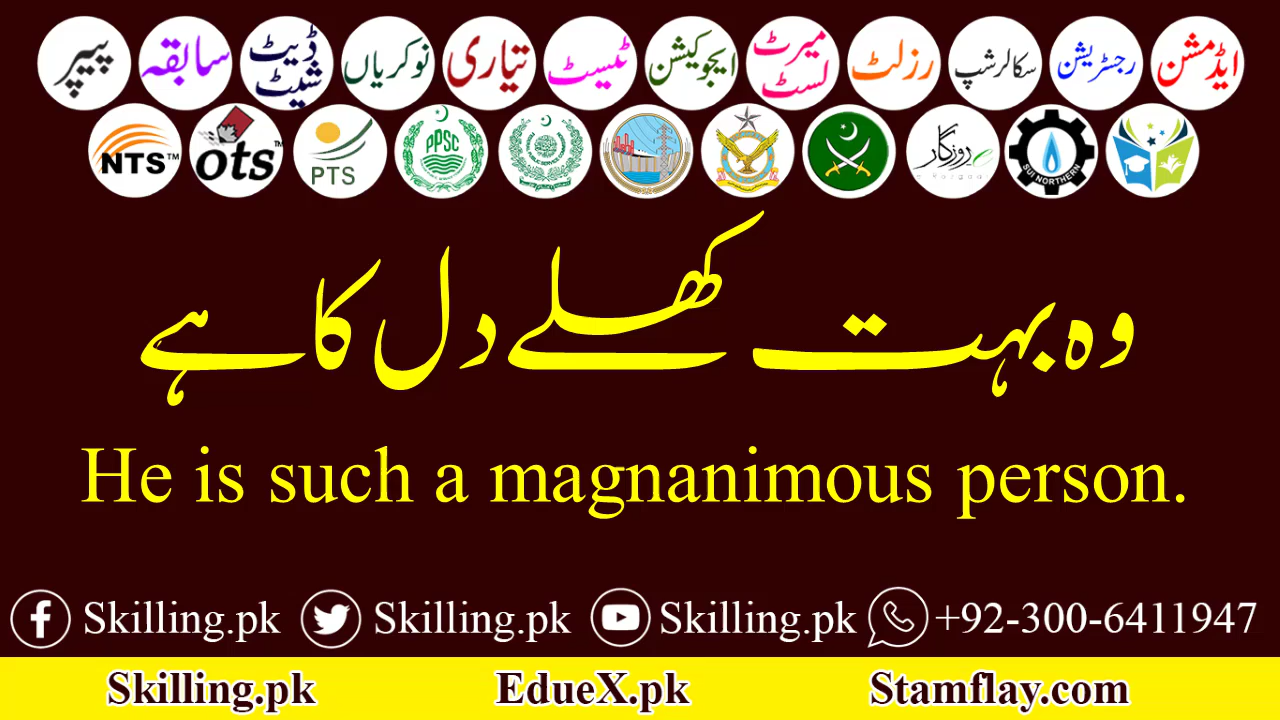 پیپر سابقہ ڈیٹ شیٹ نوکریاں تیاری ٹیسٹ ایجوکیشن میرٹ لسٹ رزلٹ سکالرشپ رجسٹریشن ایڈمشن
NTS™ ots™ PTS PPSC روزگار SUI NORTHERN
وہ بہت کھلے دل کا ہے
He is such a magnanimous person.
Skilling.pk Skilling.pk Skilling.pk +92-300-6411947
Skilling.pk EdueX.pk Stamflay.com